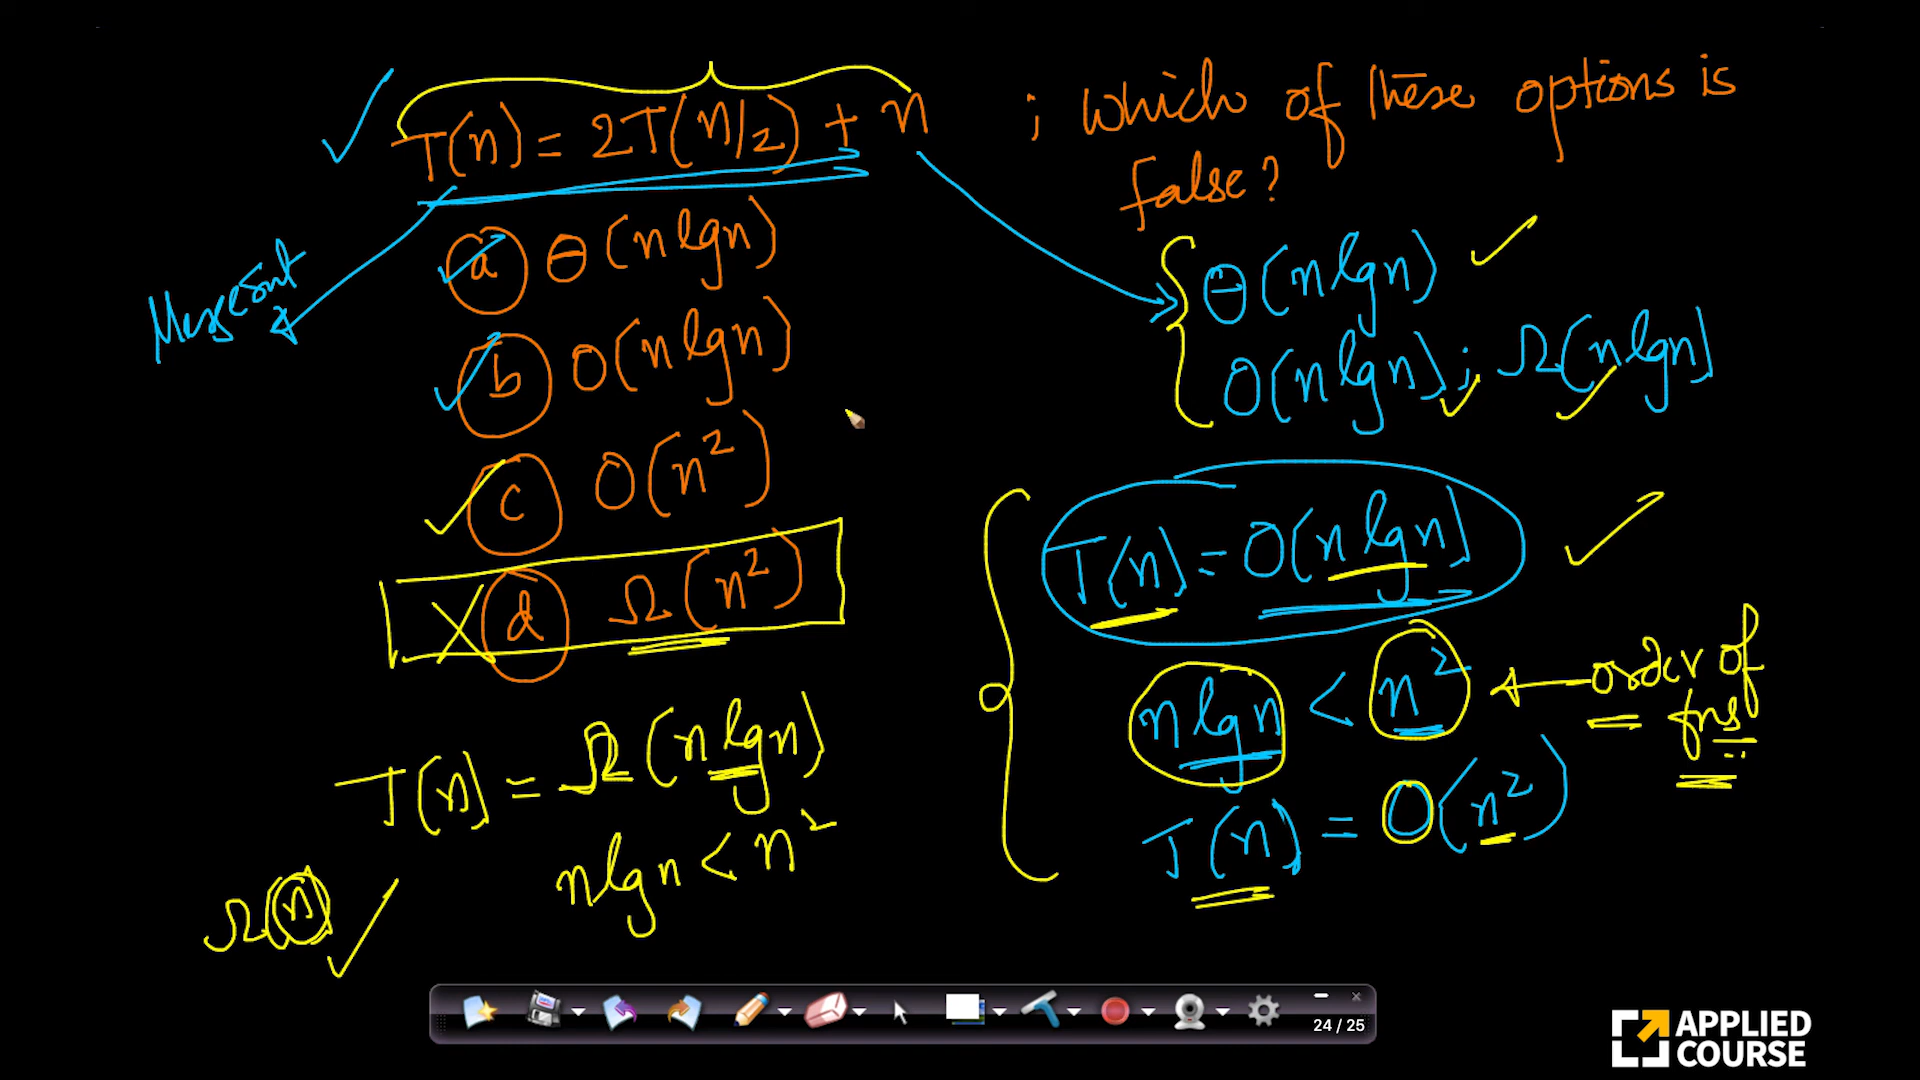 T(n) = 2T(n/2) + n ; Which of these options is
false?
Mergesort
a θ(n lgn)
b O(n lgn)
c O(n²)
d Ω(n²)
θ(n lgn)
O(n lgn) ; Ω(n lgn)
T(n) = O(n lgn)
n lgn < n² ← order of
fns
T(n) = O(n²)
T(n) = Ω(n lgn)
n lgn < n²
Ω(n)
24 / 25
APPLIED
COURSE